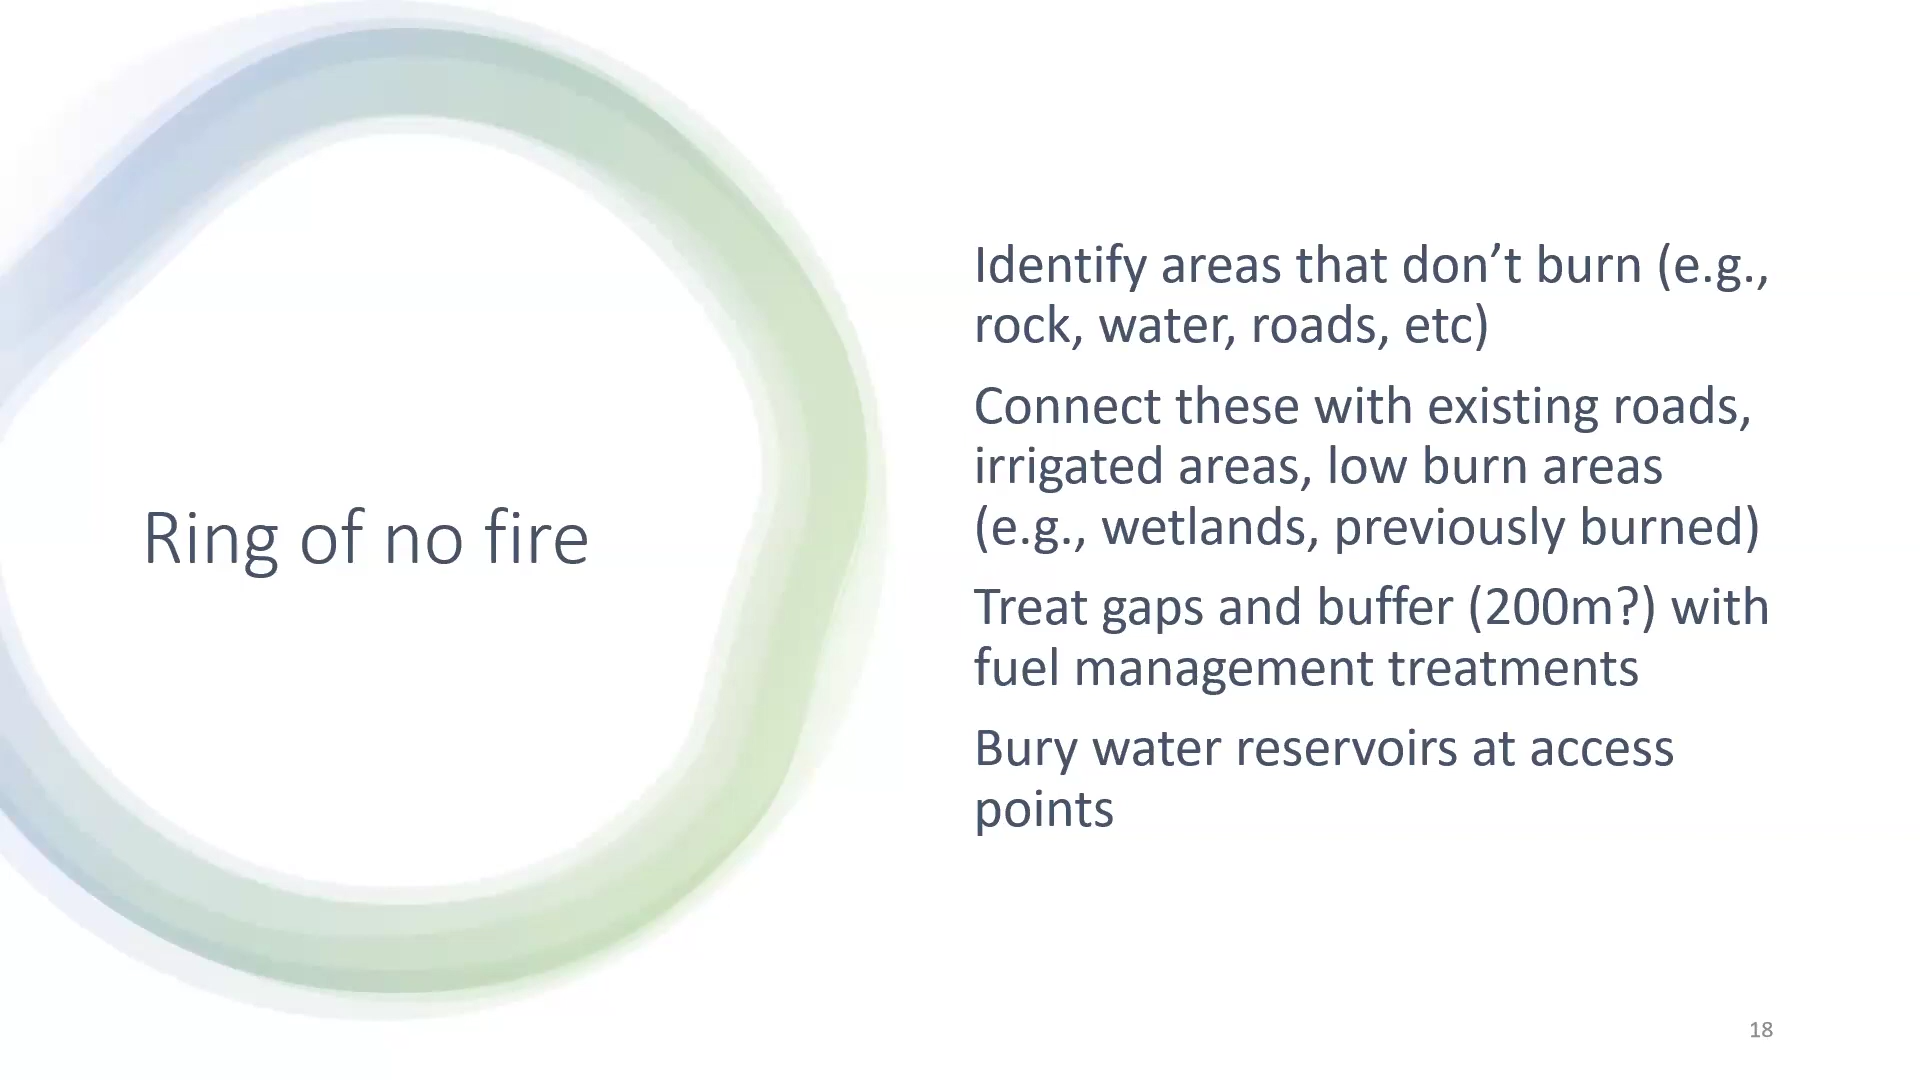 Ring of no fire
Identify areas that don’t burn (e.g.,
rock, water, roads, etc)
Connect these with existing roads,
irrigated areas, low burn areas
(e.g., wetlands, previously burned)
Treat gaps and buffer (200m?) with
fuel management treatments
Bury water reservoirs at access
points
18